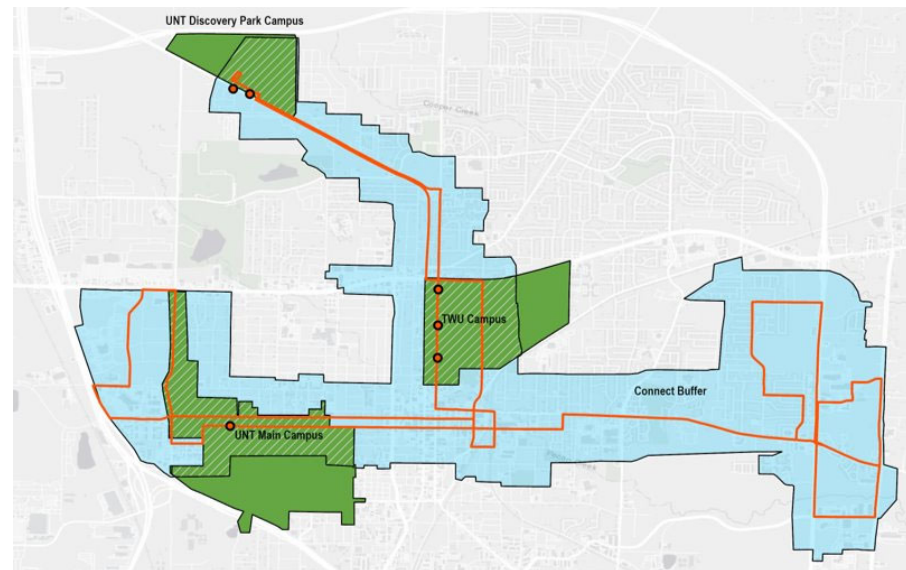 UNT Discovery Park Campus
TWU Campus
Connect Buffer
UNT Main Campus